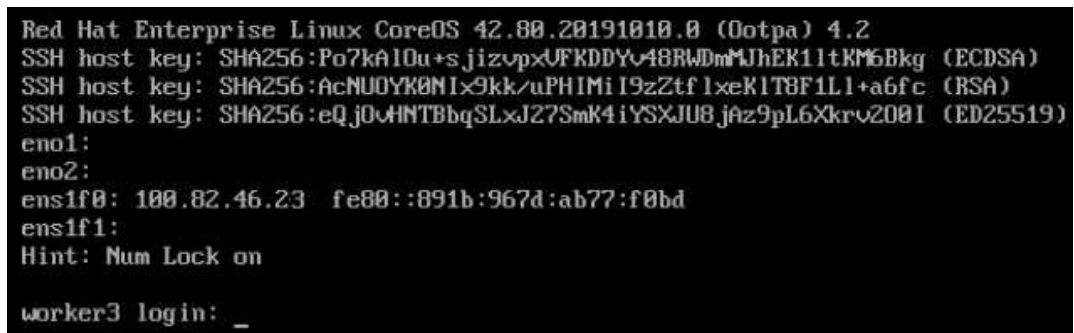 Red Hat Enterprise Linux CoreOS 42.80.20191010.0 (Ootpa) 4.2
SSH host key: SHA256:Po7kAlOu+sjizvpxVFKDDYv48RWDmMJhEK1ltKM6Bkg (ECDSA)
SSH host key: SHA256:AcNUOYK0NIx9kk/uPHIMiI9zZtflxeKlT8F1Ll+a6fc (RSA)
SSH host key: SHA256:eQjOvHNTBbqSLxJ27SmK4iYSXJU8jAz9pL6Xkrv2O0I (ED25519)
eno1:
eno2:
ens1f0: 100.82.46.23 fe80::891b:967d:ab77:f0bd
ens1f1:
Hint: Num Lock on
worker3 login: _